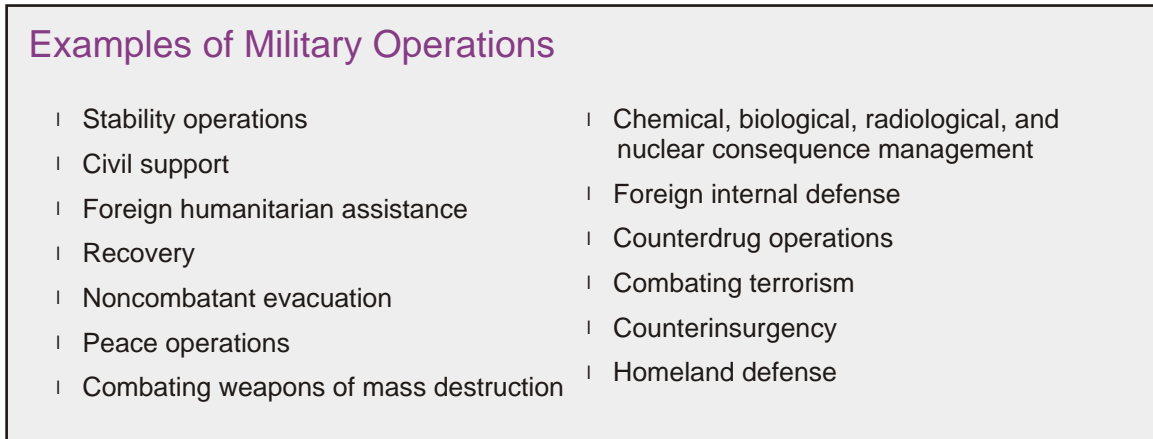 Examples of Military Operations
l Stability operations
l Civil support
l Foreign humanitarian assistance
l Recovery
l Noncombatant evacuation
l Peace operations
l Combating weapons of mass destruction
l Chemical, biological, radiological, and
nuclear consequence management
l Foreign internal defense
l Counterdrug operations
l Combating terrorism
l Counterinsurgency
l Homeland defense